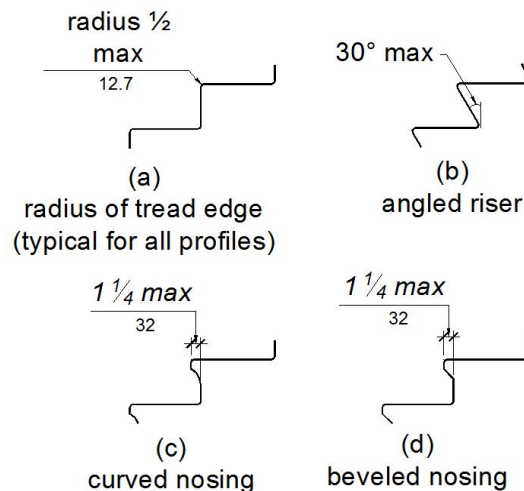 radius ½
max
12.7
(a)
radius of tread edge
(typical for all profiles)
30° max
(b)
angled riser
1 ¼ max
32
(c)
curved nosing
1 ¼ max
32
(d)
beveled nosing